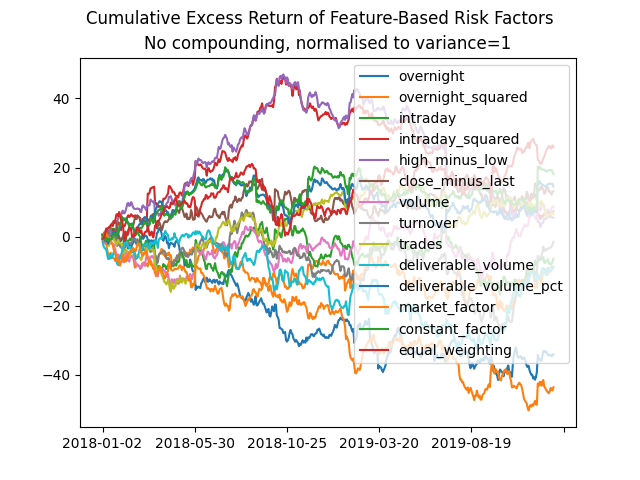 Cumulative Excess Return of Feature-Based Risk Factors
No compounding, normalised to variance=1
overnight
overnight_squared
intraday
intraday_squared
high_minus_low
close_minus_last
volume
turnover
trades
deliverable_volume
deliverable_volume_pct
market_factor
constant_factor
equal_weighting
40
20
0
−20
−40
2018-01-02 2018-05-30 2018-10-25 2019-03-20 2019-08-19